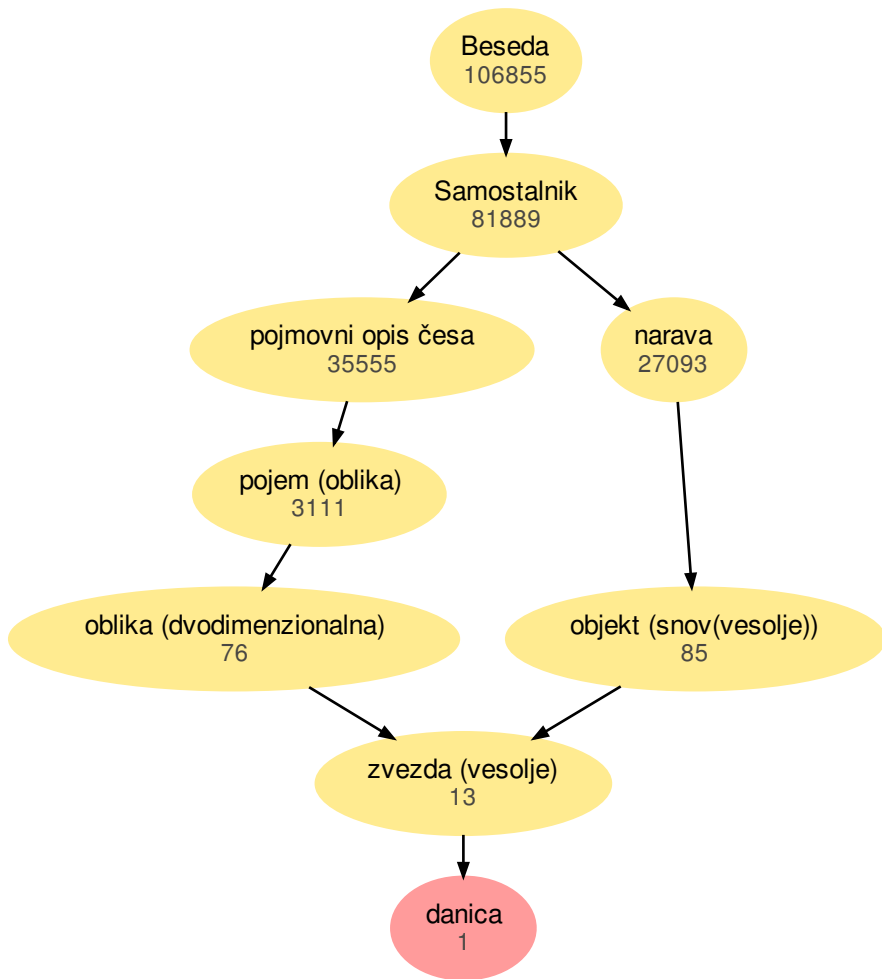 Beseda
106855
Samostalnik
81889
pojmovni opis česa
35555
narava
27093
pojem (oblika)
3111
oblika (dvodimenzionalna)
76
objekt (snov(vesolje))
85
zvezda (vesolje)
13
danica
1